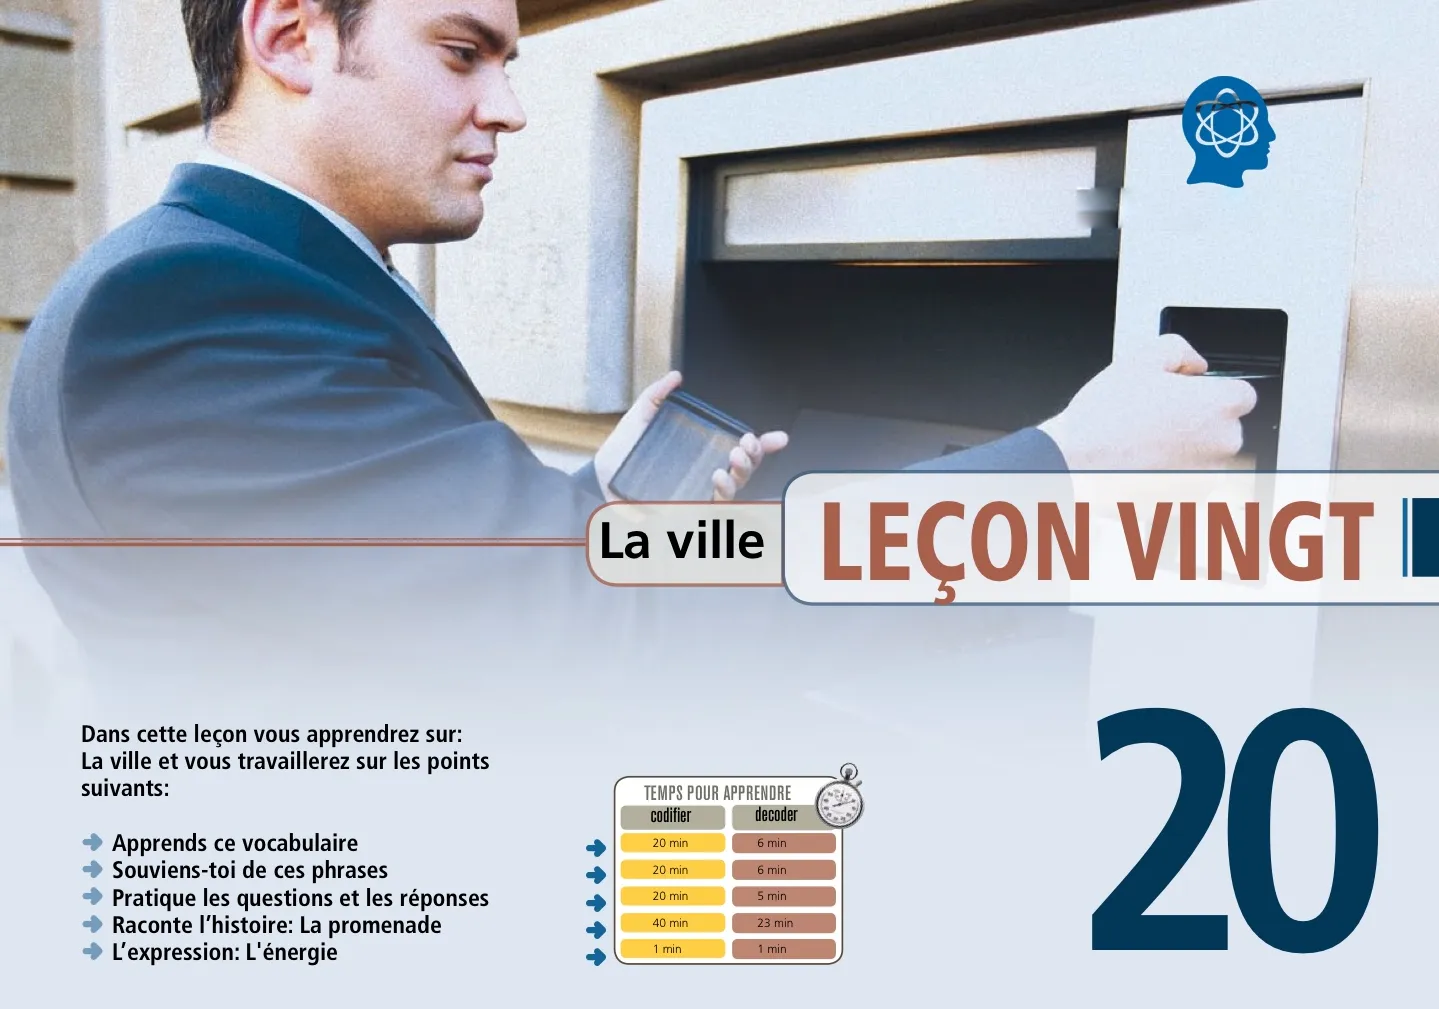 La ville
LEÇON VINGT
20
Dans cette leçon vous apprendrez sur:
La ville et vous travaillerez sur les points
suivants:
Apprends ce vocabulaire
Souviens-toi de ces phrases
Pratique les questions et les réponses
Raconte l’histoire: La promenade
L’expression: L'énergie
TEMPS POUR APPRENDRE
codifier decoder
20 min 6 min
20 min 6 min
20 min 5 min
40 min 23 min
1 min 1 min